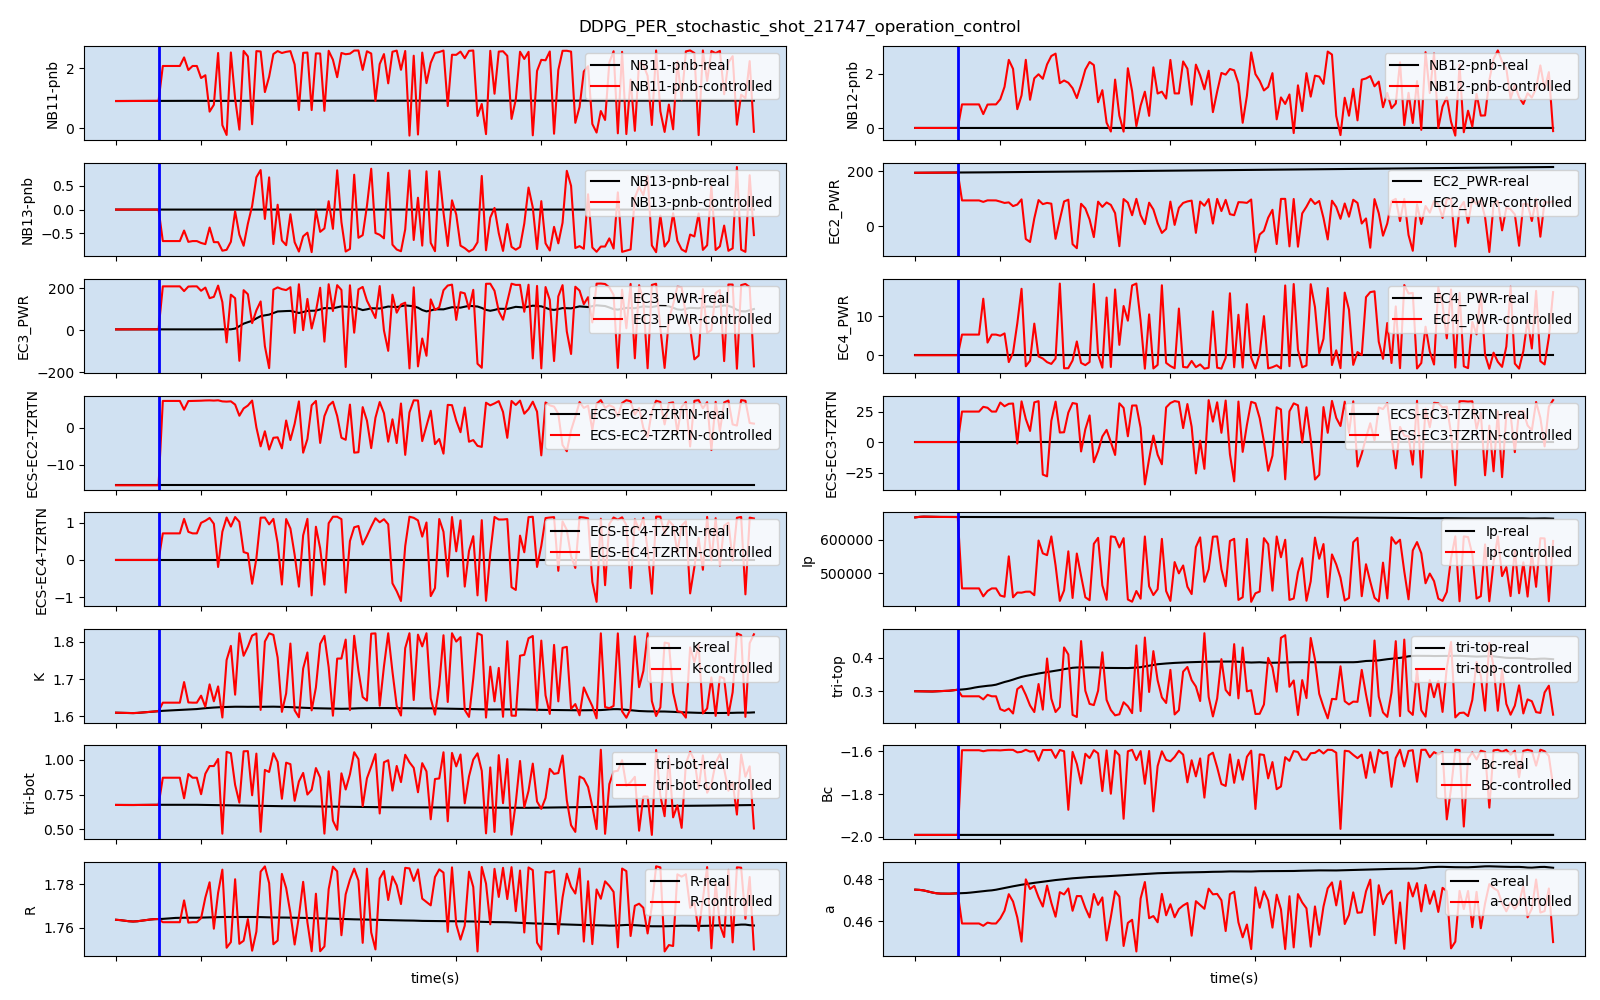 DDPG_PER_stochastic_shot_21747_operation_control
NB11-pnb
2
0
NB11-pnb-real
NB11-pnb-controlled
NB12-pnb
2
0
NB12-pnb-real
NB12-pnb-controlled
NB13-pnb
0.5
0.0
−0.5
NB13-pnb-real
NB13-pnb-controlled
EC2_PWR
200
0
EC2_PWR-real
EC2_PWR-controlled
EC3_PWR
200
0
−200
EC3_PWR-real
EC3_PWR-controlled
EC4_PWR
10
0
EC4_PWR-real
EC4_PWR-controlled
ECS-EC2-TZRTN
0
−10
ECS-EC2-TZRTN-real
ECS-EC2-TZRTN-controlled
ECS-EC3-TZRTN
25
0
−25
ECS-EC3-TZRTN-real
ECS-EC3-TZRTN-controlled
ECS-EC4-TZRTN
1
0
−1
ECS-EC4-TZRTN-real
ECS-EC4-TZRTN-controlled
Ip
600000
500000
Ip-real
Ip-controlled
K
1.8
1.7
1.6
K-real
K-controlled
tri-top
0.4
0.3
tri-top-real
tri-top-controlled
tri-bot
1.00
0.75
0.50
tri-bot-real
tri-bot-controlled
Bc
−1.6
−1.8
−2.0
Bc-real
Bc-controlled
R
1.78
1.76
R-real
R-controlled
time(s)
a
0.48
0.46
a-real
a-controlled
time(s)